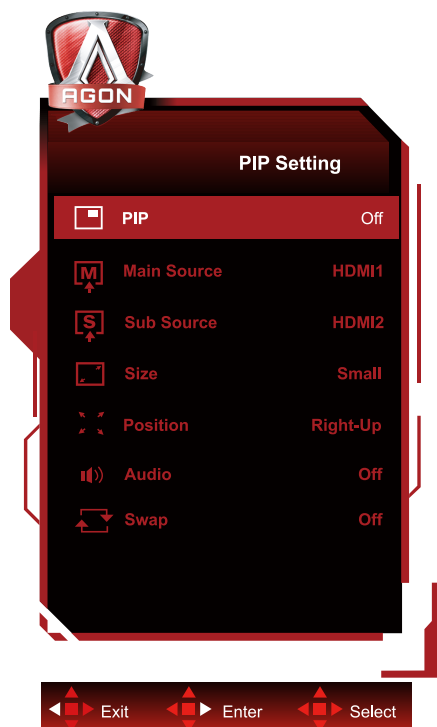 AGON
PIP Setting
PIP Off
M Main Source HDMI1
S Sub Source HDMI2
Size Small
Position Right-Up
Audio Off
Swap Off
Exit Enter Select